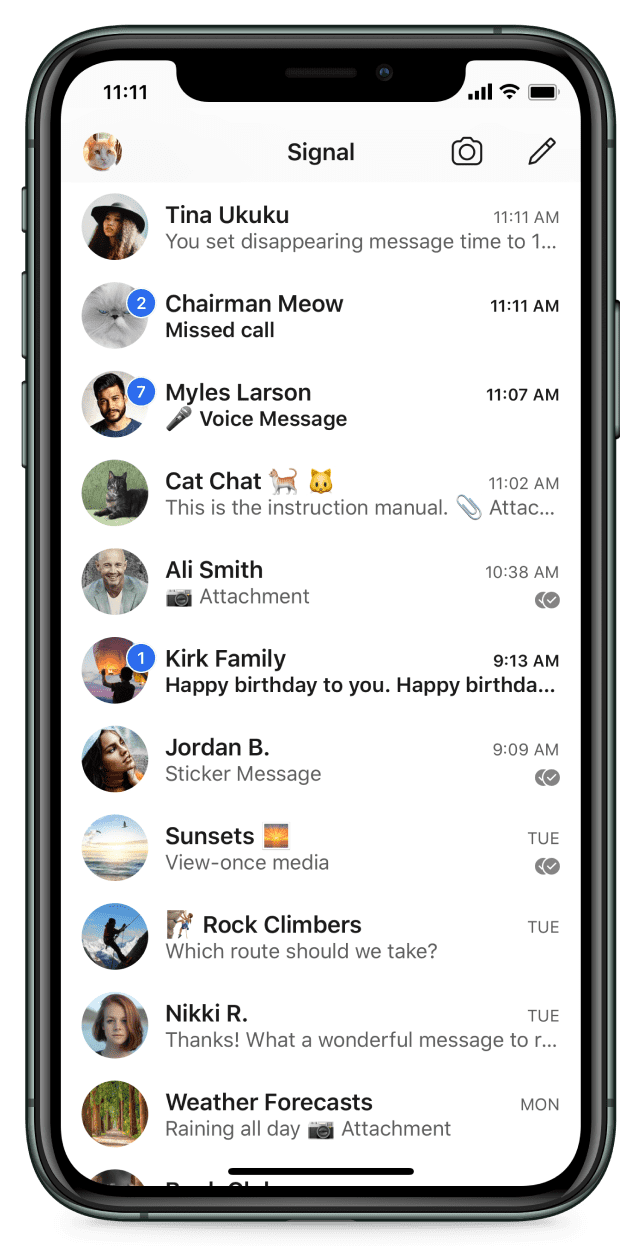 11:11
Signal
Tina Ukuku
11:11 AM
You set disappearing message time to 1...
2
Chairman Meow
11:11 AM
Missed call
7
Myles Larson
11:07 AM
🎤 Voice Message
Cat Chat 🐈 🐱
11:02 AM
This is the instruction manual. 📎 Attac...
Ali Smith
10:38 AM
📷 Attachment
1
Kirk Family
9:13 AM
Happy birthday to you. Happy birthda...
Jordan B.
9:09 AM
Sticker Message
Sunsets 🌅
TUE
View-once media
🧗 Rock Climbers
TUE
Which route should we take?
Nikki R.
TUE
Thanks! What a wonderful message to r...
Weather Forecasts
MON
Raining all day 📷 Attachment